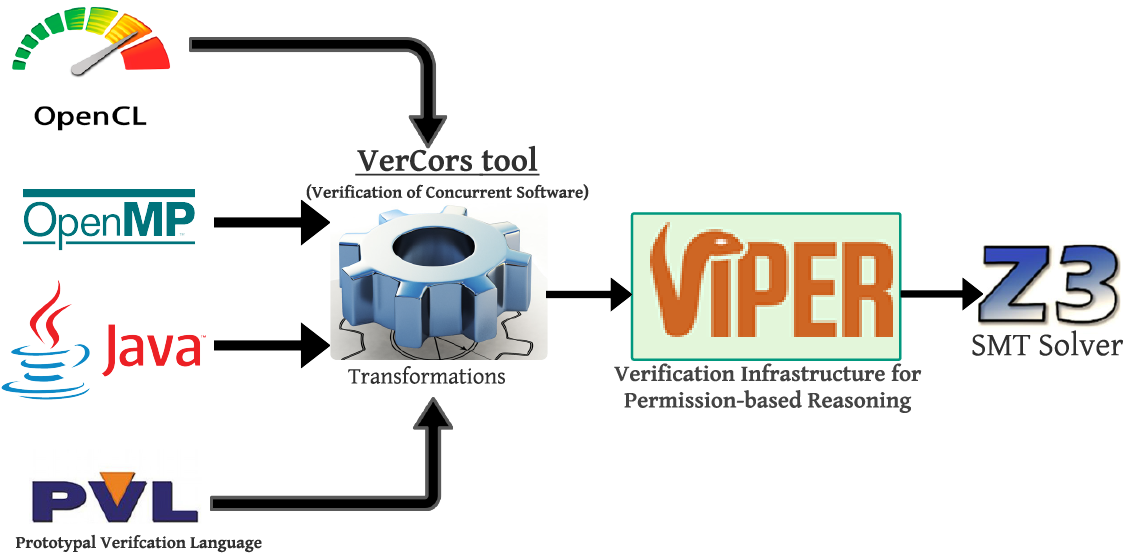 OpenCL
VerCors tool
(Verification of Concurrent Software)
OpenMP
Java™
Transformations
PVL
Prototypal Verifcation Language
VIPER
Verification Infrastructure for
Permission-based Reasoning
Z3
SMT Solver